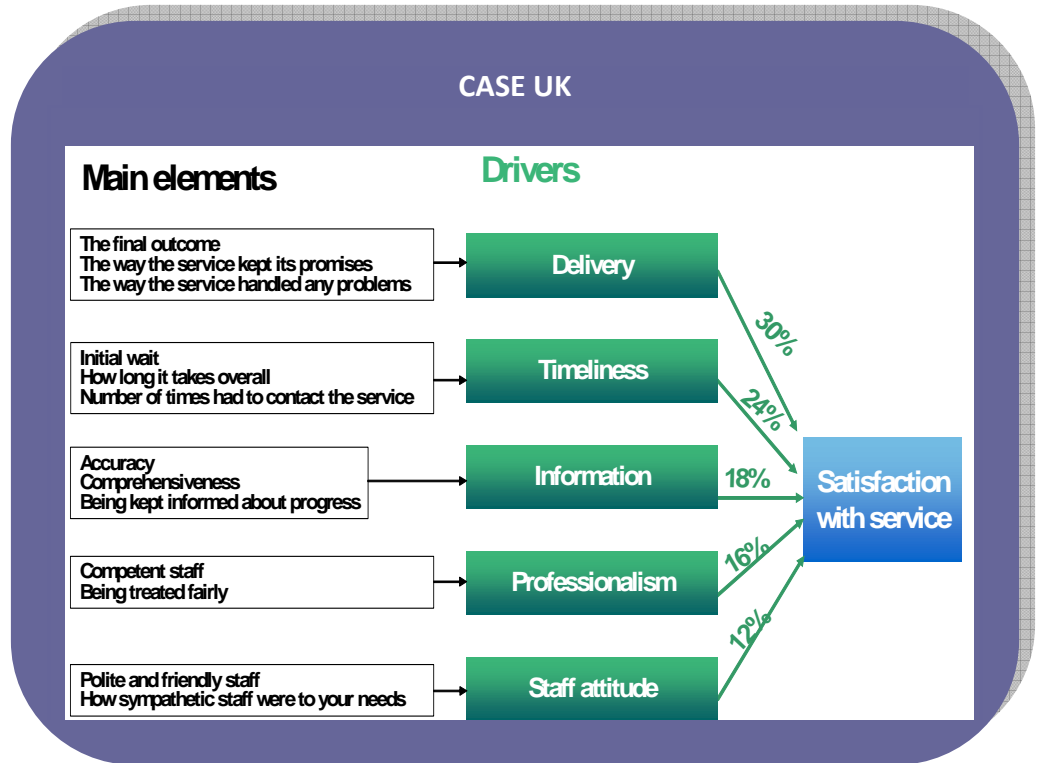 CASE UK
Main elements
Drivers
The final outcome
The way the service kept its promises
The way the service handled any problems
Delivery
30%
Initial wait
How long it takes overall
Number of times had to contact the service
Timeliness
24%
Accuracy
Comprehensiveness
Being kept informed about progress
Information
18%
Satisfaction
with service
Competent staff
Being treated fairly
Professionalism
16%
Polite and friendly staff
How sympathetic staff were to your needs
Staff attitude
12%